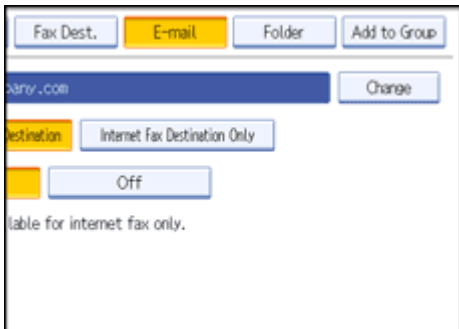 Fax Dest. E-mail Folder Add to Group
pany.com Change
Destination Internet Fax Destination Only
Off
lable for internet fax only.